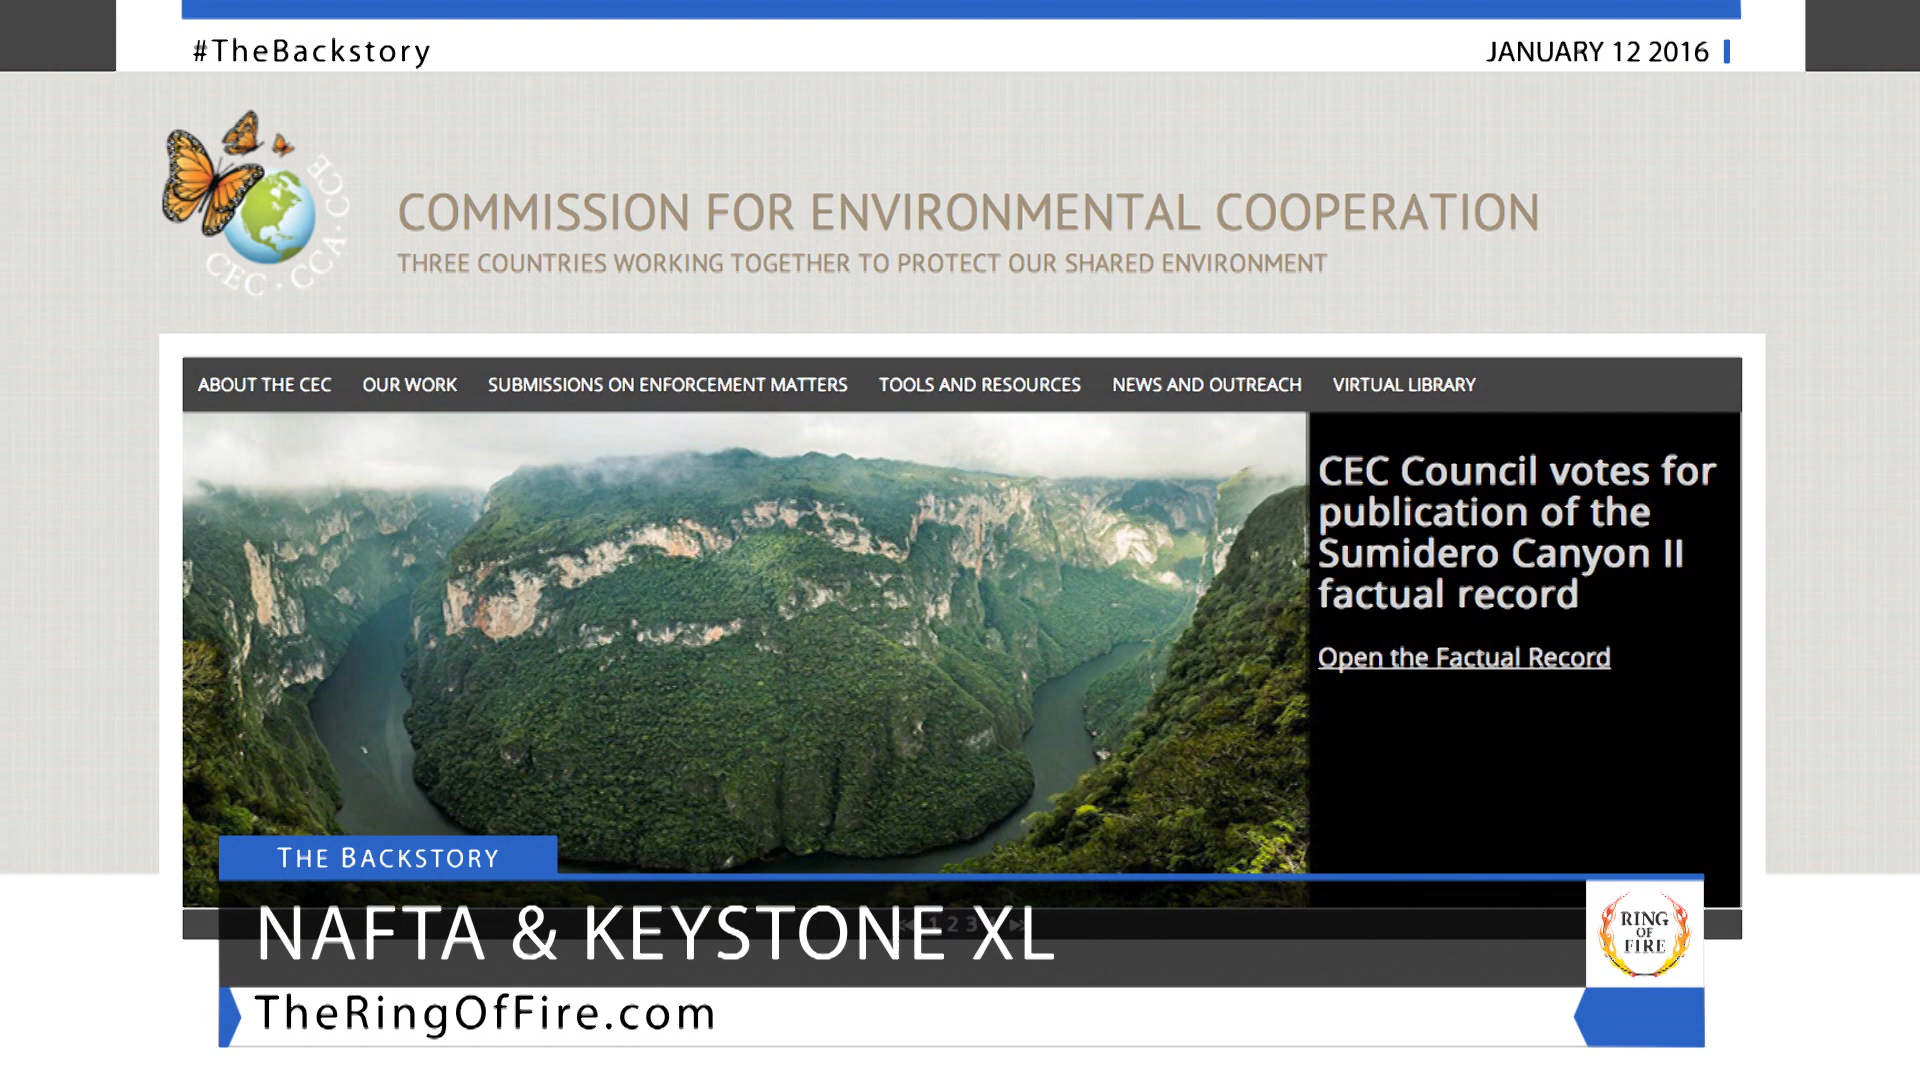 #TheBackstory
JANUARY 12 2016
CEC · CCA · CCE
COMMISSION FOR ENVIRONMENTAL COOPERATION
THREE COUNTRIES WORKING TOGETHER TO PROTECT OUR SHARED ENVIRONMENT
ABOUT THE CEC OUR WORK SUBMISSIONS ON ENFORCEMENT MATTERS TOOLS AND RESOURCES NEWS AND OUTREACH VIRTUAL LIBRARY
CEC Council votes for
publication of the
Sumidero Canyon II
factual record
Open the Factual Record
THE BACKSTORY
1 2 3
NAFTA & KEYSTONE XL
RING
OF
FIRE
TheRingOfFire.com